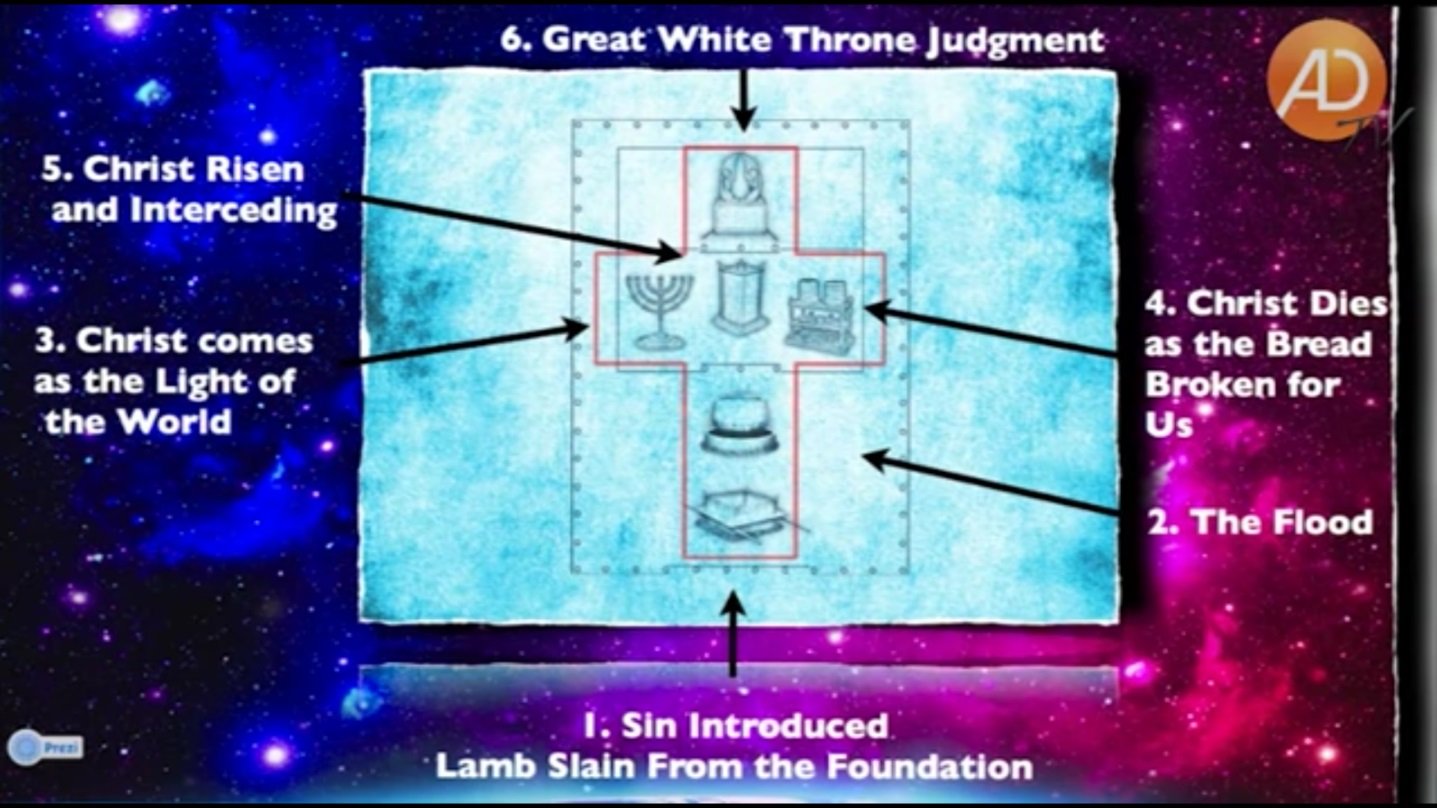 6. Great White Throne Judgment
AD
TV
5. Christ Risen
and Interceding
3. Christ comes
as the Light of
the World
4. Christ Dies
as the Bread
Broken for
Us
2. The Flood
1. Sin Introduced
Lamb Slain From the Foundation
Prezi